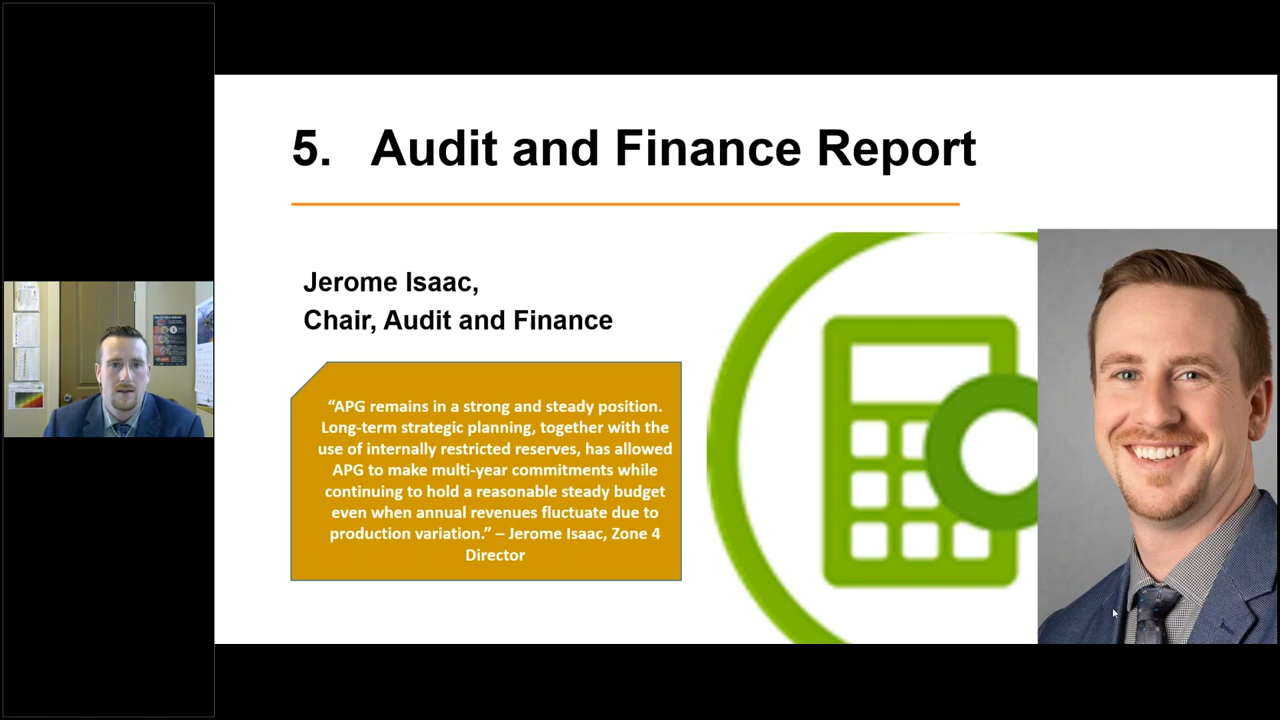 5. Audit and Finance Report
Jerome Isaac,
Chair, Audit and Finance
“APG remains in a strong and steady position.
Long-term strategic planning, together with the
use of internally restricted reserves, has allowed
APG to make multi-year commitments while
continuing to hold a reasonable steady budget
even when annual revenues fluctuate due to
production variation.” – Jerome Isaac, Zone 4
Director